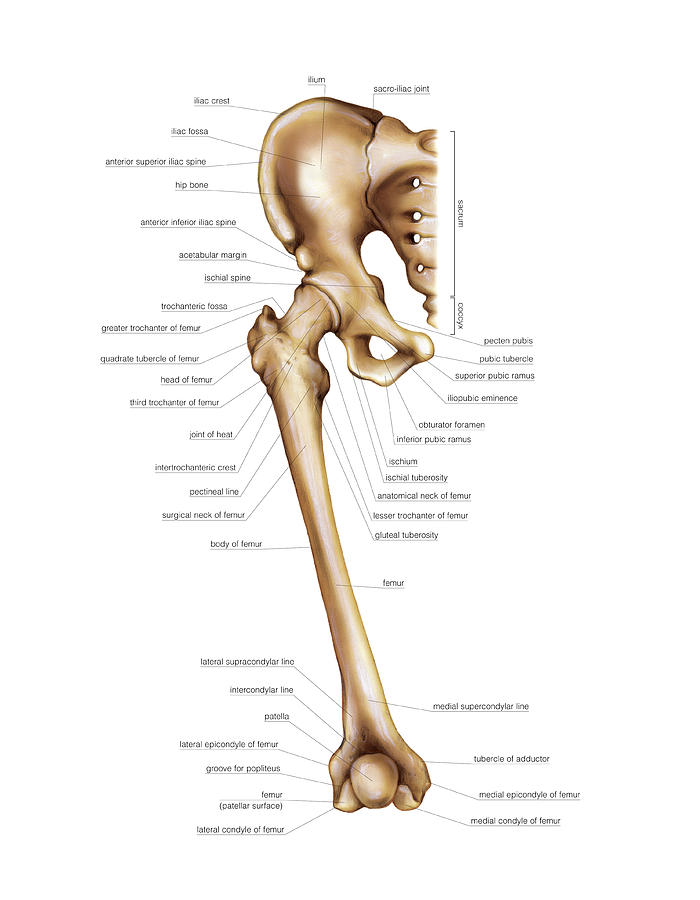 ilium
sacro-iliac joint
iliac crest
iliac fossa
anterior superior iliac spine
hip bone
sacrum
anterior inferior iliac spine
acetabular margin
ischial spine
trochanteric fossa
coccyx
greater trochanter of femur
pecten pubis
quadrate tubercle of femur
pubic tubercle
head of femur
superior pubic ramus
third trochanter of femur
iliopubic eminence
obturator foramen
joint of heat
inferior pubic ramus
intertrochanteric crest
ischium
ischial tuberosity
pectineal line
anatomical neck of femur
surgical neck of femur
lesser trochanter of femur
gluteal tuberosity
body of femur
femur
lateral supracondylar line
intercondylar line
medial supercondylar line
patella
lateral epicondyle of femur
tubercle of adductor
groove for popliteus
femur
(patellar surface)
medial epicondyle of femur
medial condyle of femur
lateral condyle of femur